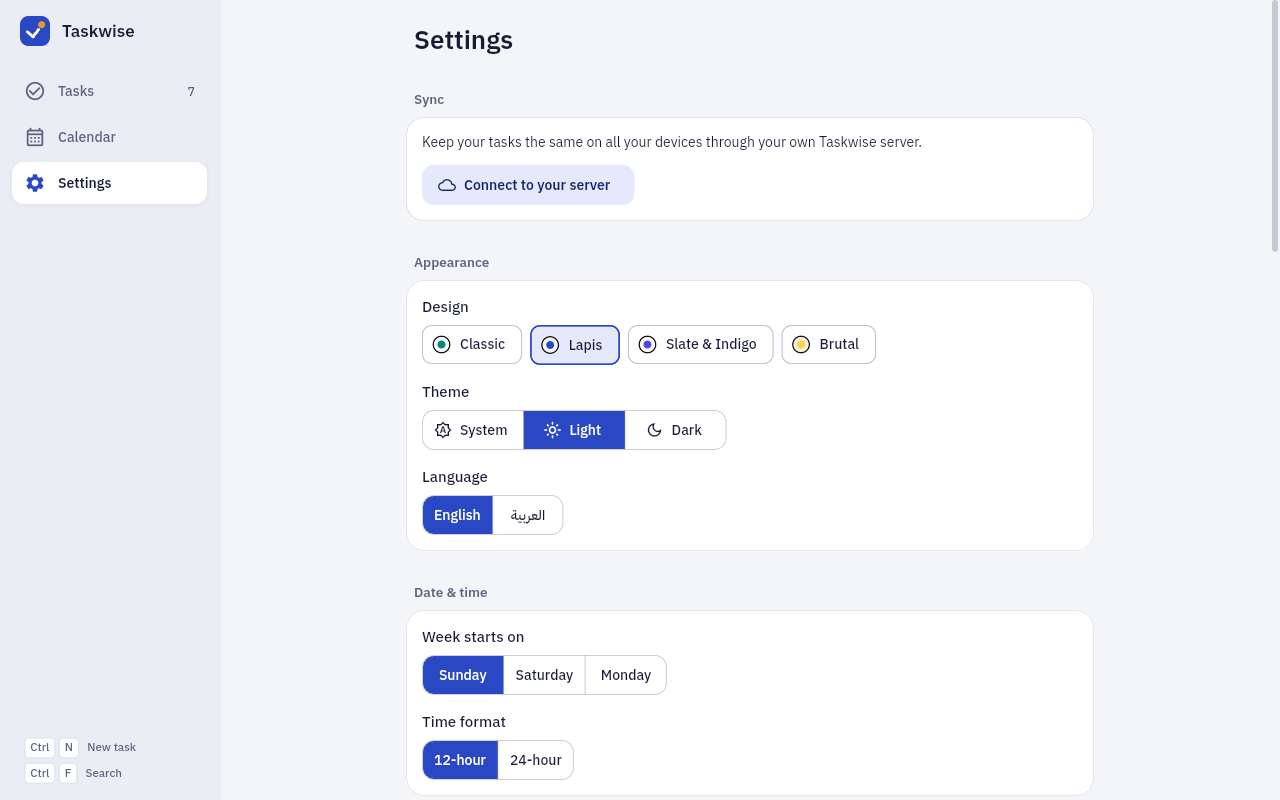 Taskwise
Tasks 7
Calendar
Settings
Ctrl N New task
Ctrl F Search
Settings
Sync
Keep your tasks the same on all your devices through your own Taskwise server.
Connect to your server
Appearance
Design
Classic Lapis Slate & Indigo Brutal
Theme
System Light Dark
Language
English العربية
Date & time
Week starts on
Sunday Saturday Monday
Time format
12-hour 24-hour